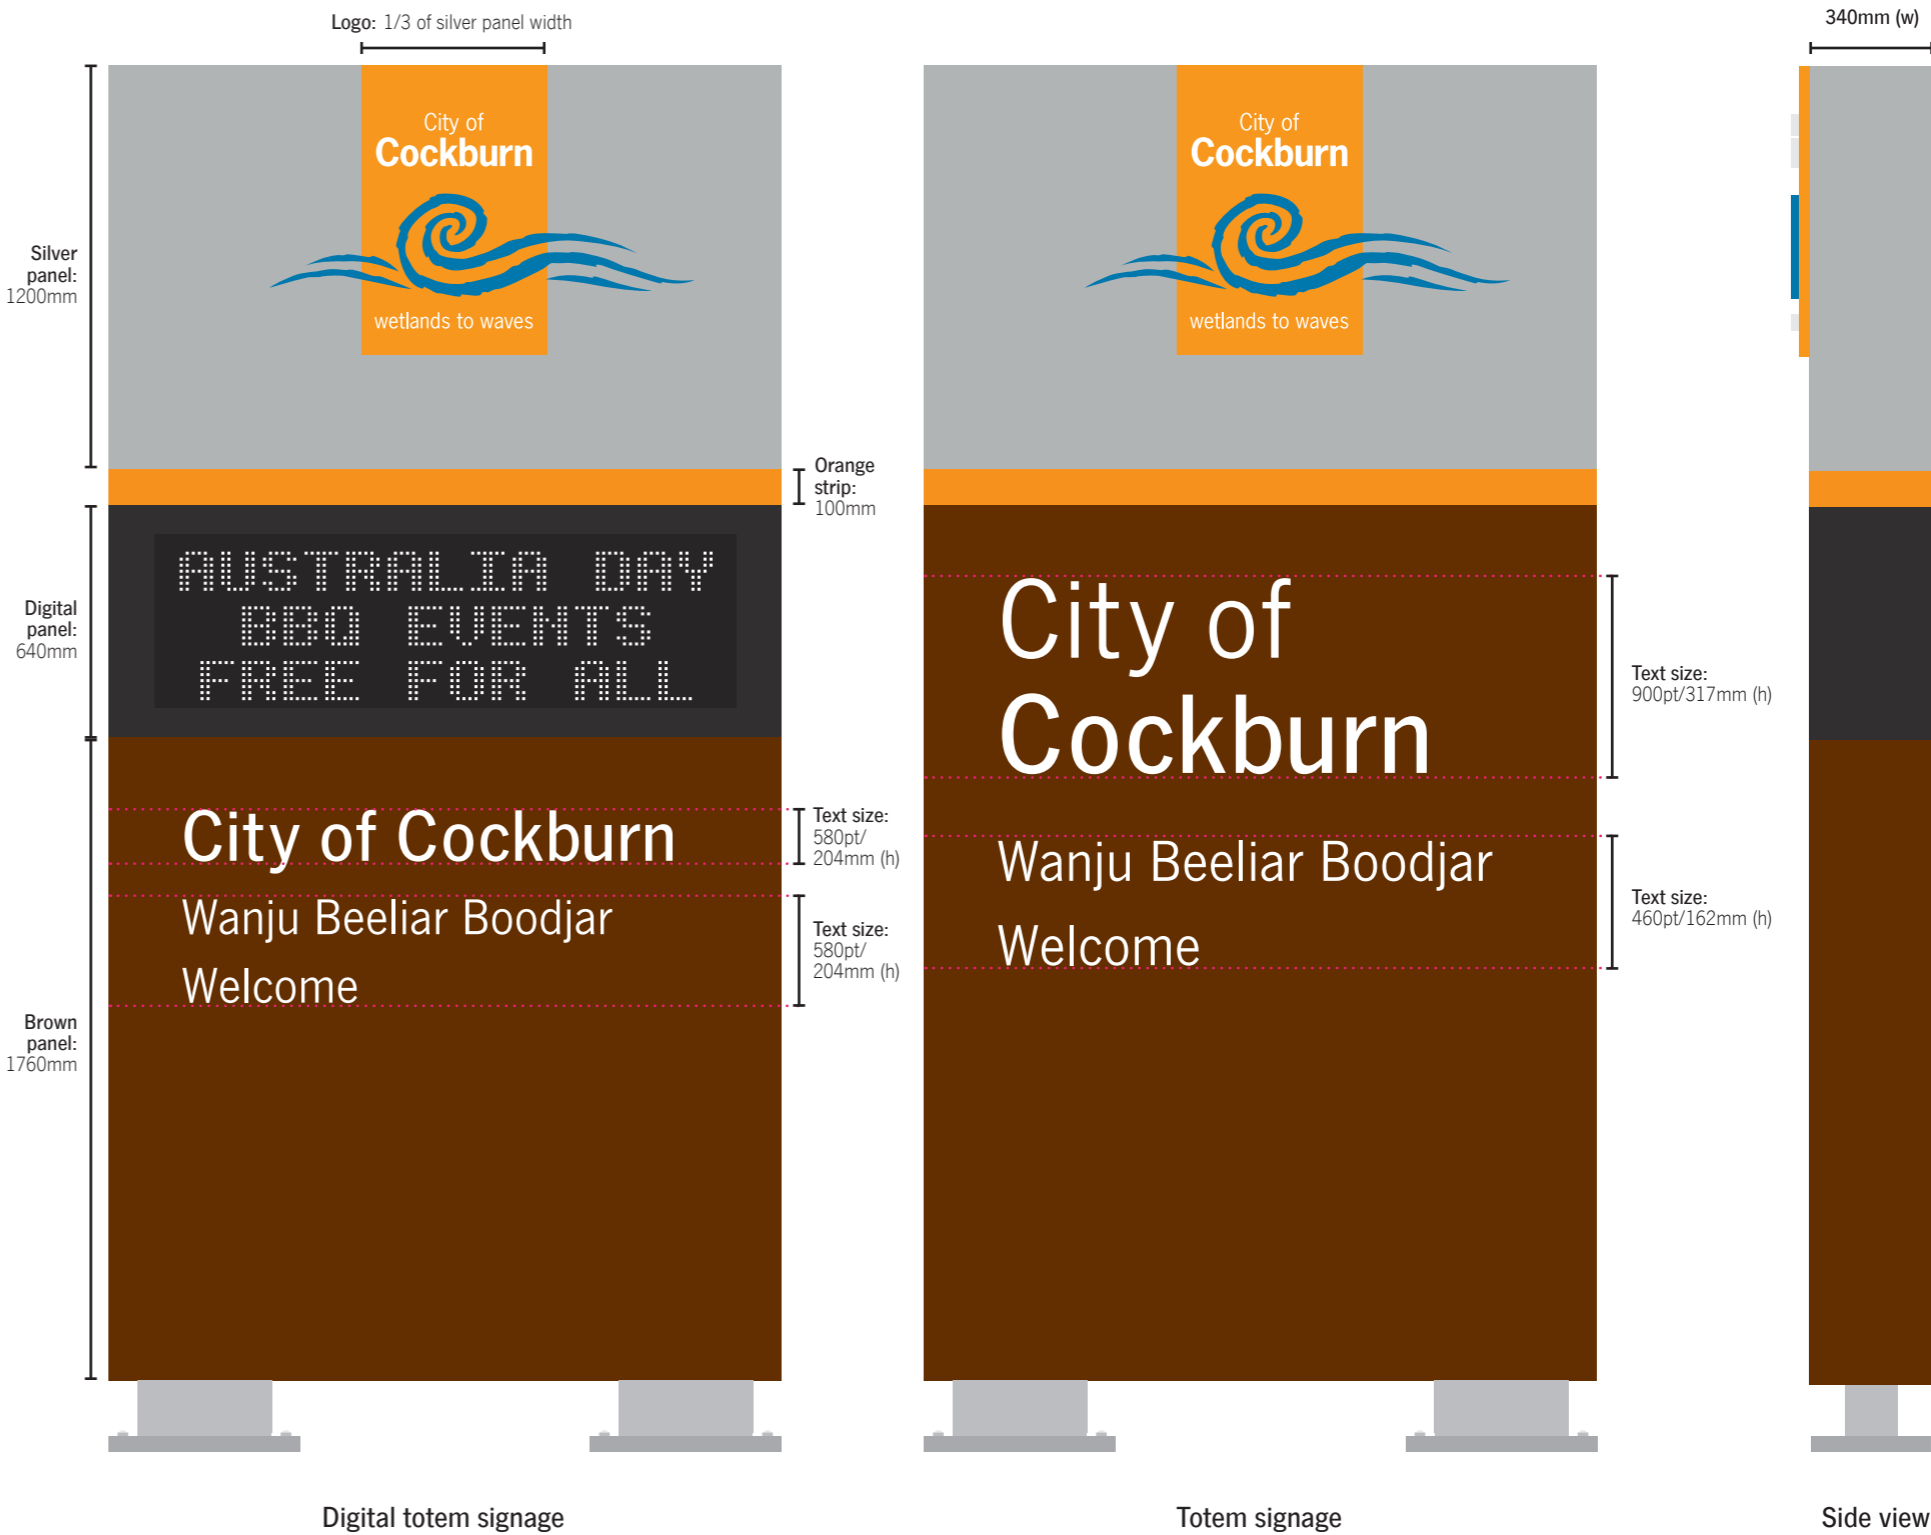 Logo: 1/3 of silver panel width
340mm (w)
City of
Cockburn
wetlands to waves
City of
Cockburn
wetlands to waves
Silver
panel:
1200mm
Orange
strip:
100mm
Digital
panel:
640mm
AUSTRALIA DAY
BBQ EVENTS
FREE FOR ALL
City of Cockburn
Text size:
580pt/
204mm (h)
Wanju Beeliar Boodjar
Welcome
Text size:
580pt/
204mm (h)
Brown
panel:
1760mm
City of
Cockburn
Text size:
900pt/317mm (h)
Wanju Beeliar Boodjar
Welcome
Text size:
460pt/162mm (h)
Digital totem signage
Totem signage
Side view